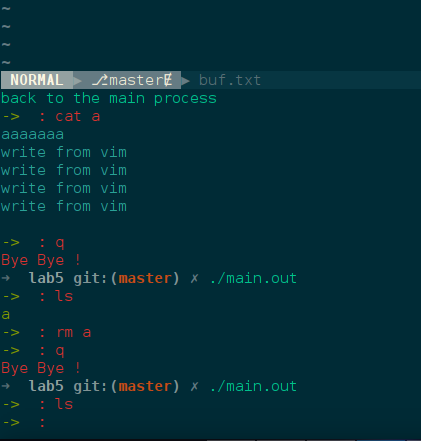 ~
~
~
~
NORMAL ▶ ⎇master∉ ▶ buf.txt
back to the main process
-> : cat a
aaaaaaa
write from vim
write from vim
write from vim
write from vim
-> : q
Bye Bye !
➜ lab5 git:(master) ✗ ./main.out
-> : ls
a
-> : rm a
-> : q
Bye Bye !
➜ lab5 git:(master) ✗ ./main.out
-> : ls
-> :